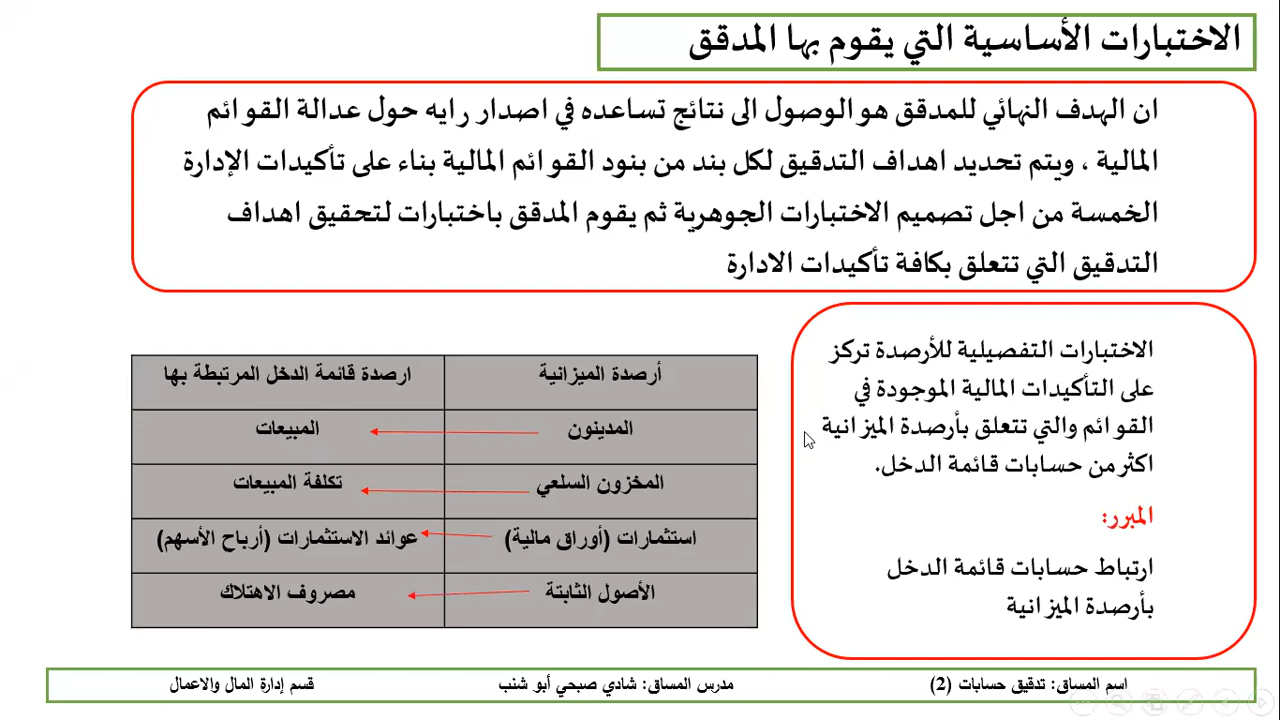 الاختبارات الأساسية التي يقوم بها المدقق
ان الهدف النهائي للمدقق هو الوصول الى نتائج تساعده في اصدار رايه حول عدالة القوائم
المالية ، ويتم تحديد اهداف التدقيق لكل بند من بنود القوائم المالية بناء على تأكيدات الإدارة
الخمسة من اجل تصميم الاختبارات الجوهرية ثم يقوم المدقق باختبارات لتحقيق اهداف
التدقيق التي تتعلق بكافة تأكيدات الادارة
الاختبارات التفصيلية للأرصدة تركز
على التأكيدات المالية الموجودة في
القوائم والتي تتعلق بأرصدة الميزانية
اكثر من حسابات قائمة الدخل.
المبرر:
ارتباط حسابات قائمة الدخل
بأرصدة الميزانية
أرصدة الميزانية ارصدة قائمة الدخل المرتبطة بها
المدينون المبيعات
المخزون السلعي تكلفة المبيعات
استثمارات (أوراق مالية) عوائد الاستثمارات (أرباح الأسهم)
الأصول الثابتة مصروف الاهتلاك
اسم المساق: تدقيق حسابات (2) مدرس المساق: شادي صبحي أبو شنب قسم إدارة المال والاعمال